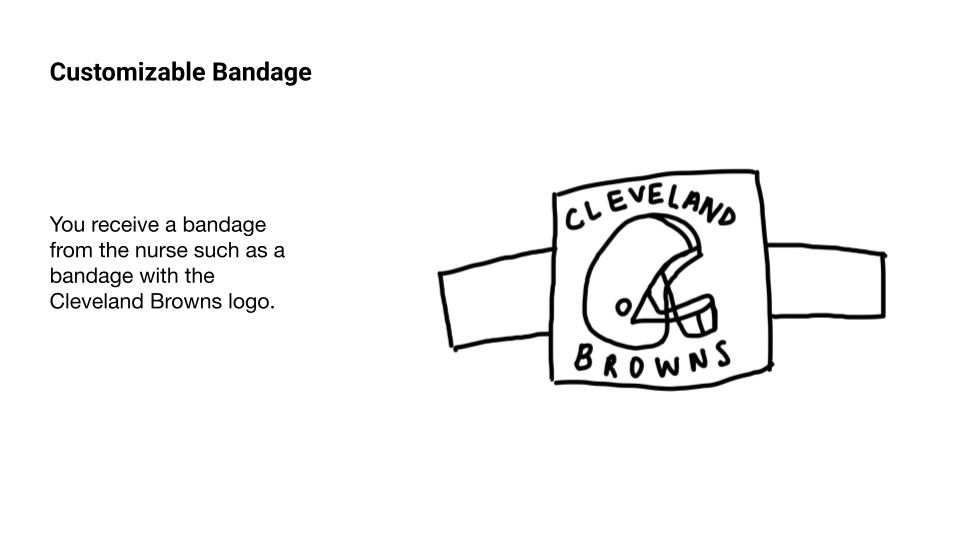 Customizable Bandage
You receive a bandage
from the nurse such as a
bandage with the
Cleveland Browns logo.
CLEVELAND
BROWNS